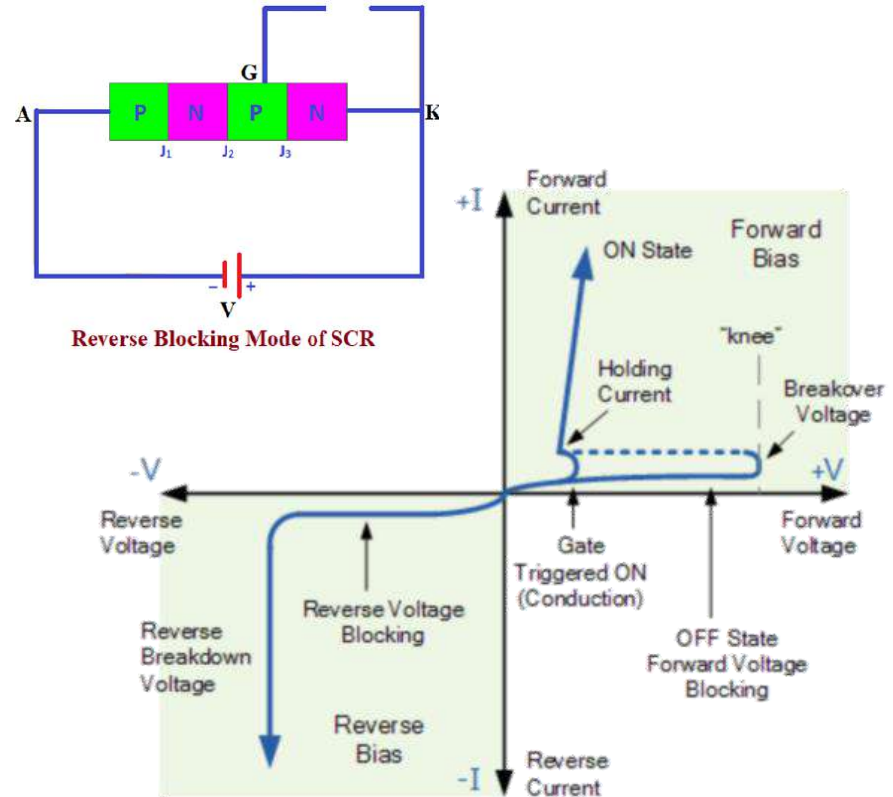 G
A
P N P N
K
J₁ J₂ J₃
− +
V
Reverse Blocking Mode of SCR
+I
Forward
Current
ON State
Forward
Bias
"knee"
Holding
Current
Breakover
Voltage
-V
+V
Reverse
Voltage
Forward
Voltage
Gate
Triggered ON
(Conduction)
Reverse Voltage
Blocking
OFF State
Forward Voltage
Blocking
Reverse
Breakdown
Voltage
Reverse
Bias
-I
Reverse
Current